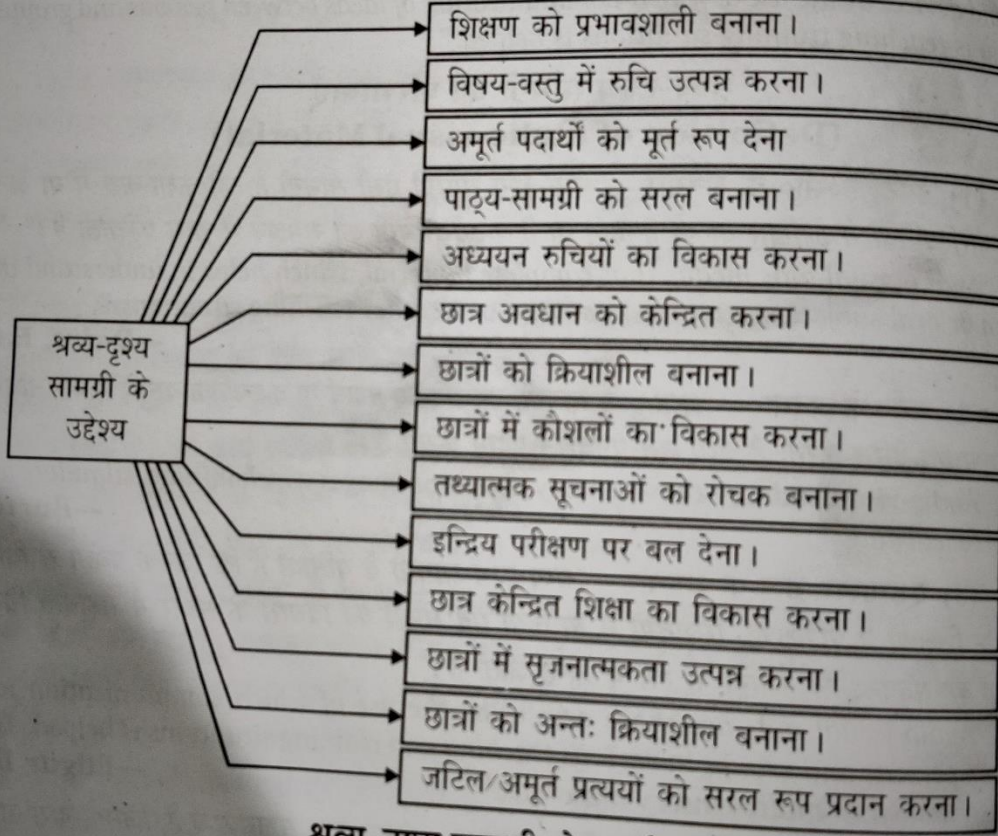 शिक्षण को प्रभावशाली बनाना।
विषय-वस्तु में रुचि उत्पन्न करना।
अमूर्त पदार्थों को मूर्त रूप देना
पाठ्य-सामग्री को सरल बनाना।
अध्ययन रुचियों का विकास करना।
छात्र अवधान को केन्द्रित करना।
श्रव्य-दृश्य
सामग्री के
उद्देश्य
छात्रों को क्रियाशील बनाना।
छात्रों में कौशलों का विकास करना।
तथ्यात्मक सूचनाओं को रोचक बनाना।
इन्द्रिय परीक्षण पर बल देना।
छात्र केन्द्रित शिक्षा का विकास करना।
छात्रों में सृजनात्मकता उत्पन्न करना।
छात्रों को अन्तः क्रियाशील बनाना।
जटिल/अमूर्त प्रत्ययों को सरल रूप प्रदान करना।